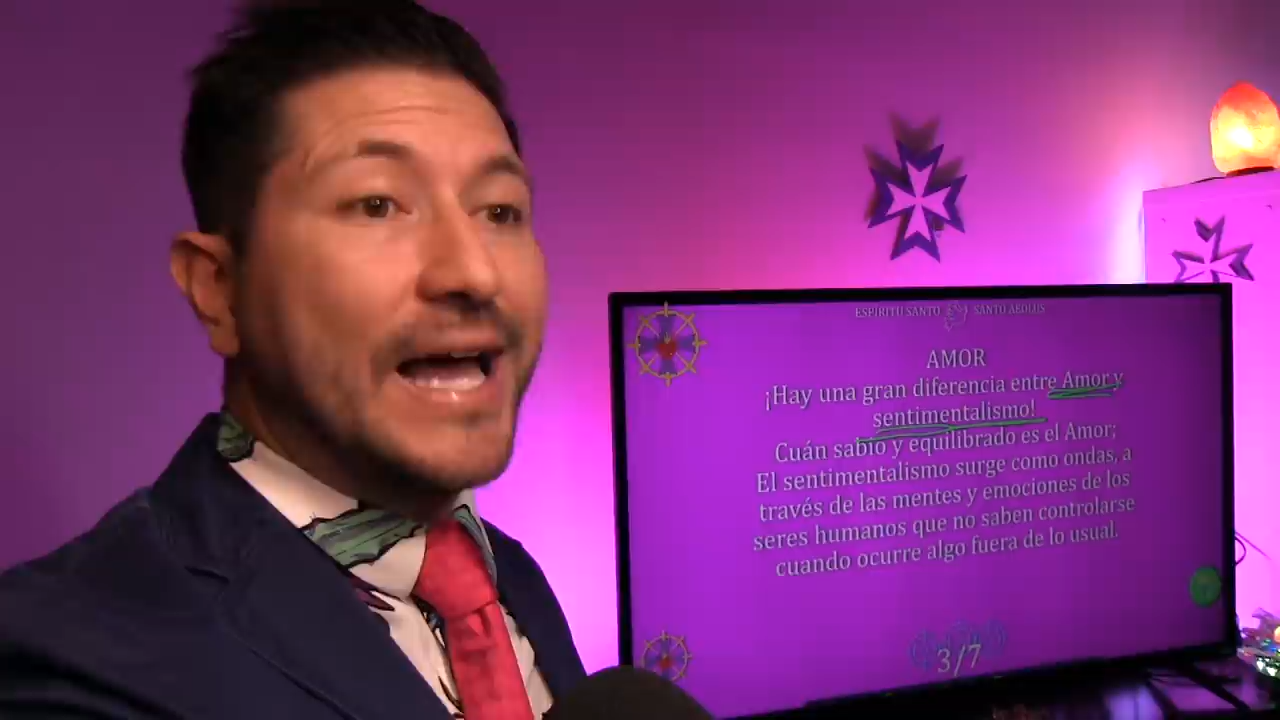 ESPÍRITU SANTO SANTO AEOLUS
AMOR
¡Hay una gran diferencia entre Amor y
sentimentalismo!
Cuán sabio y equilibrado es el Amor;
El sentimentalismo surge como ondas, a
través de las mentes y emociones de los
seres humanos que no saben controlarse
cuando ocurre algo fuera de lo usual.
3/7